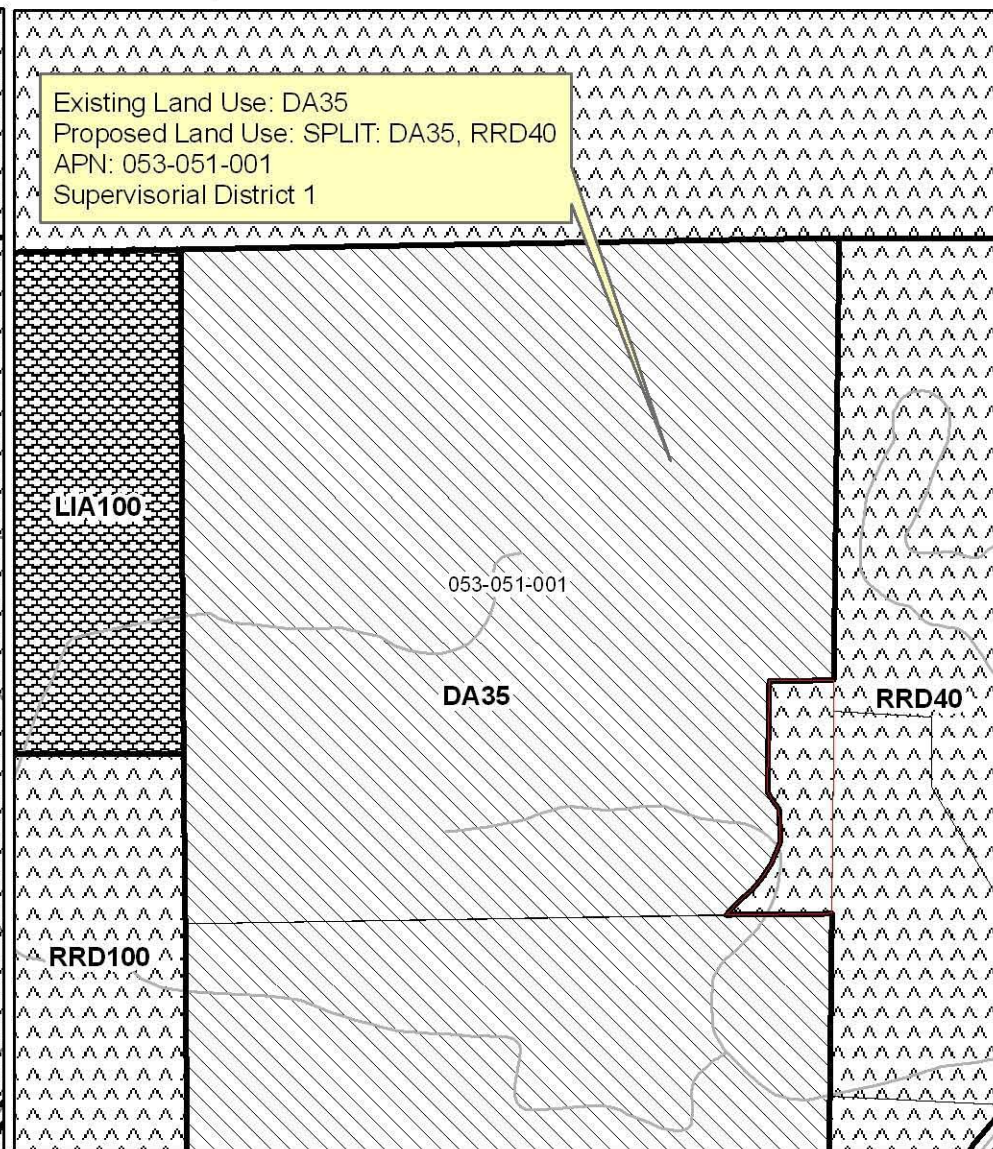 Existing Land Use: DA35
Proposed Land Use: SPLIT: DA35, RRD40
APN: 053-051-001
Supervisorial District 1
LIA100
053-051-001
DA35
RRD40
RRD100